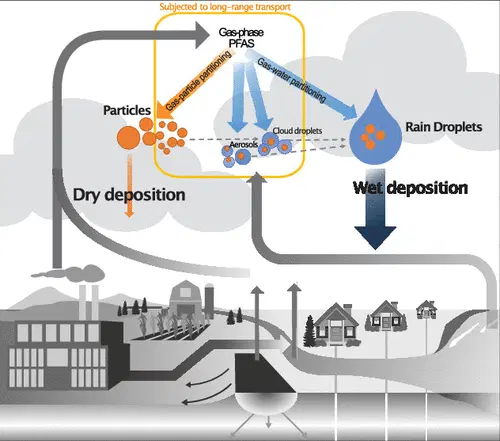 Subjected to long-range transport
Gas-phase
PFAS
Gas-particle partitioning
Gas-water partitioning
Particles
Cloud droplets
Aerosols
Rain Droplets
Dry deposition
Wet deposition